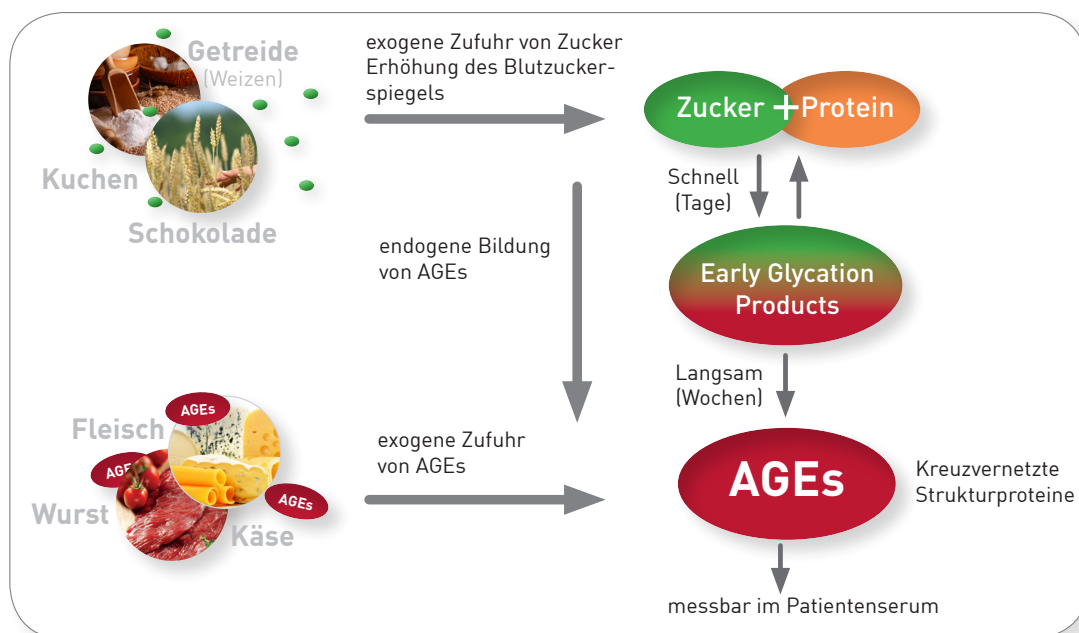 Getreide
(Weizen)
Kuchen
Schokolade
exogene Zufuhr von Zucker
Erhöhung des Blutzucker-
spiegels
Zucker + Protein
Schnell
(Tage)
endogene Bildung
von AGEs
Early Glycation
Products
Langsam
(Wochen)
AGEs
Fleisch
AGEs
Wurst
AGEs
Käse
exogene Zufuhr
von AGEs
AGEs
Kreuzvernetzte
Strukturproteine
messbar im Patientenserum